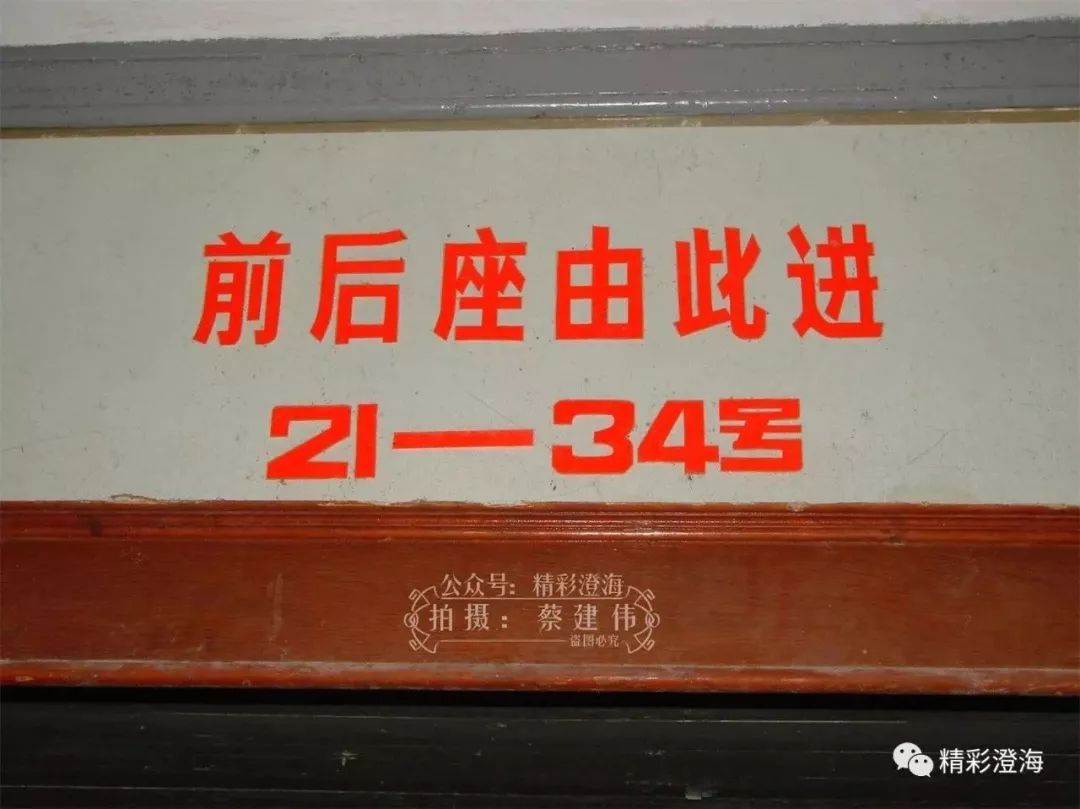 前后座由此进
21—34号
公众号：精彩澄海
拍摄：蔡建伟
盗图必究
精彩澄海